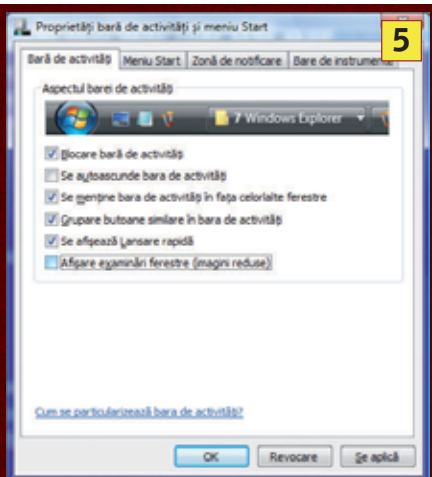 Proprietăți bară de activități și meniu Start
5
Bară de activități Meniu Start Zonă de notificare Bare de instrumente
Aspectul barei de activități
7 Windows Explorer
Blocare bară de activități
Se autoascunde bara de activități
Se menține bara de activități în fața celorlalte ferestre
Grupare butoane similare în bara de activități
Se afișează Lansare rapidă
Afișare examinări ferestre (imagini reduse)
Cum se particularizează bara de activități?
OK Revocare Se aplică